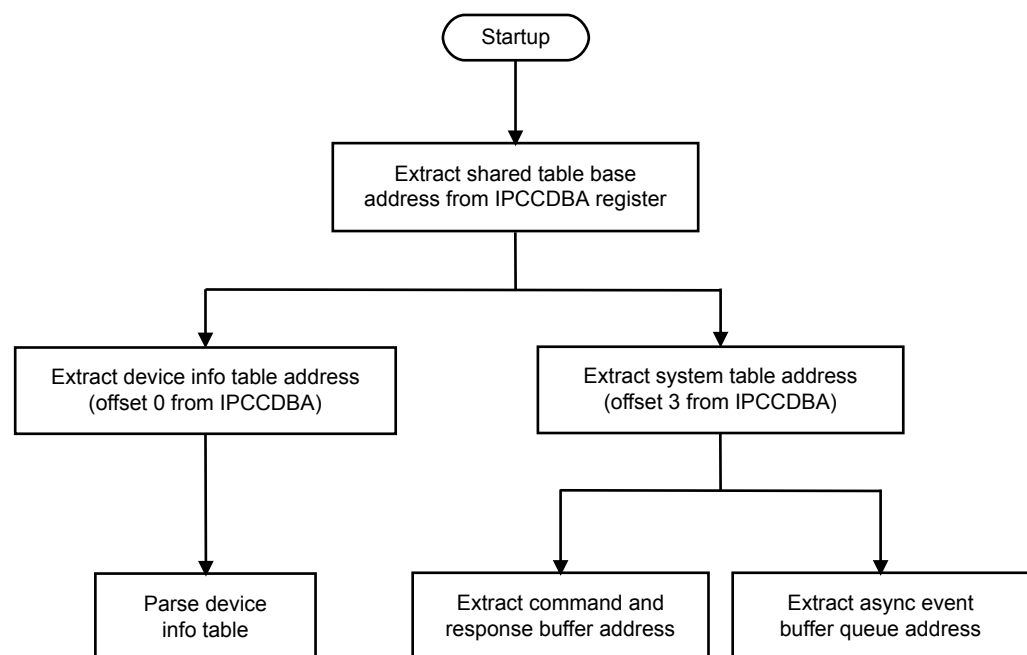 Startup
Extract shared table base
address from IPCCDBA register
Extract device info table address
(offset 0 from IPCCDBA)
Extract system table address
(offset 3 from IPCCDBA)
Parse device
info table
Extract command and
response buffer address
Extract async event
buffer queue address